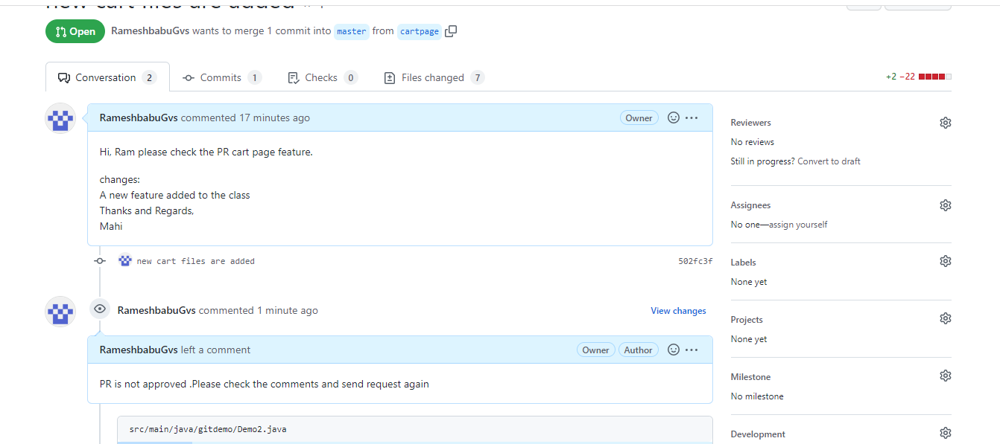 new cart files are added
Open RameshbabuGvs wants to merge 1 commit into master from cartpage
Conversation 2 Commits 1 Checks 0 Files changed 7 +2 −22
RameshbabuGvs commented 17 minutes ago Owner
Hi, Ram please check the PR cart page feature.
changes:
A new feature added to the class
Thanks and Regards,
Mahi
new cart files are added 502fc3f
RameshbabuGvs commented 1 minute ago View changes
RameshbabuGvs left a comment Owner Author
PR is not approved .Please check the comments and send request again
src/main/java/gitdemo/Demo2.java
Reviewers
No reviews
Still in progress? Convert to draft
Assignees
No one—assign yourself
Labels
None yet
Projects
None yet
Milestone
No milestone
Development